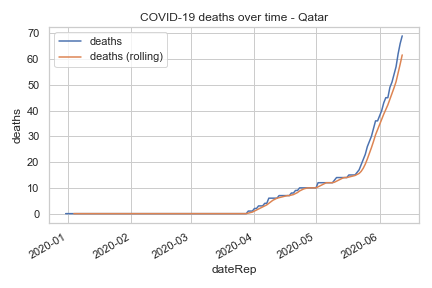 COVID-19 deaths over time - Qatar
deaths
deaths (rolling)
70
60
50
40
30
20
10
0
deaths
2020-01
2020-02
2020-03
2020-04
2020-05
2020-06
dateRep